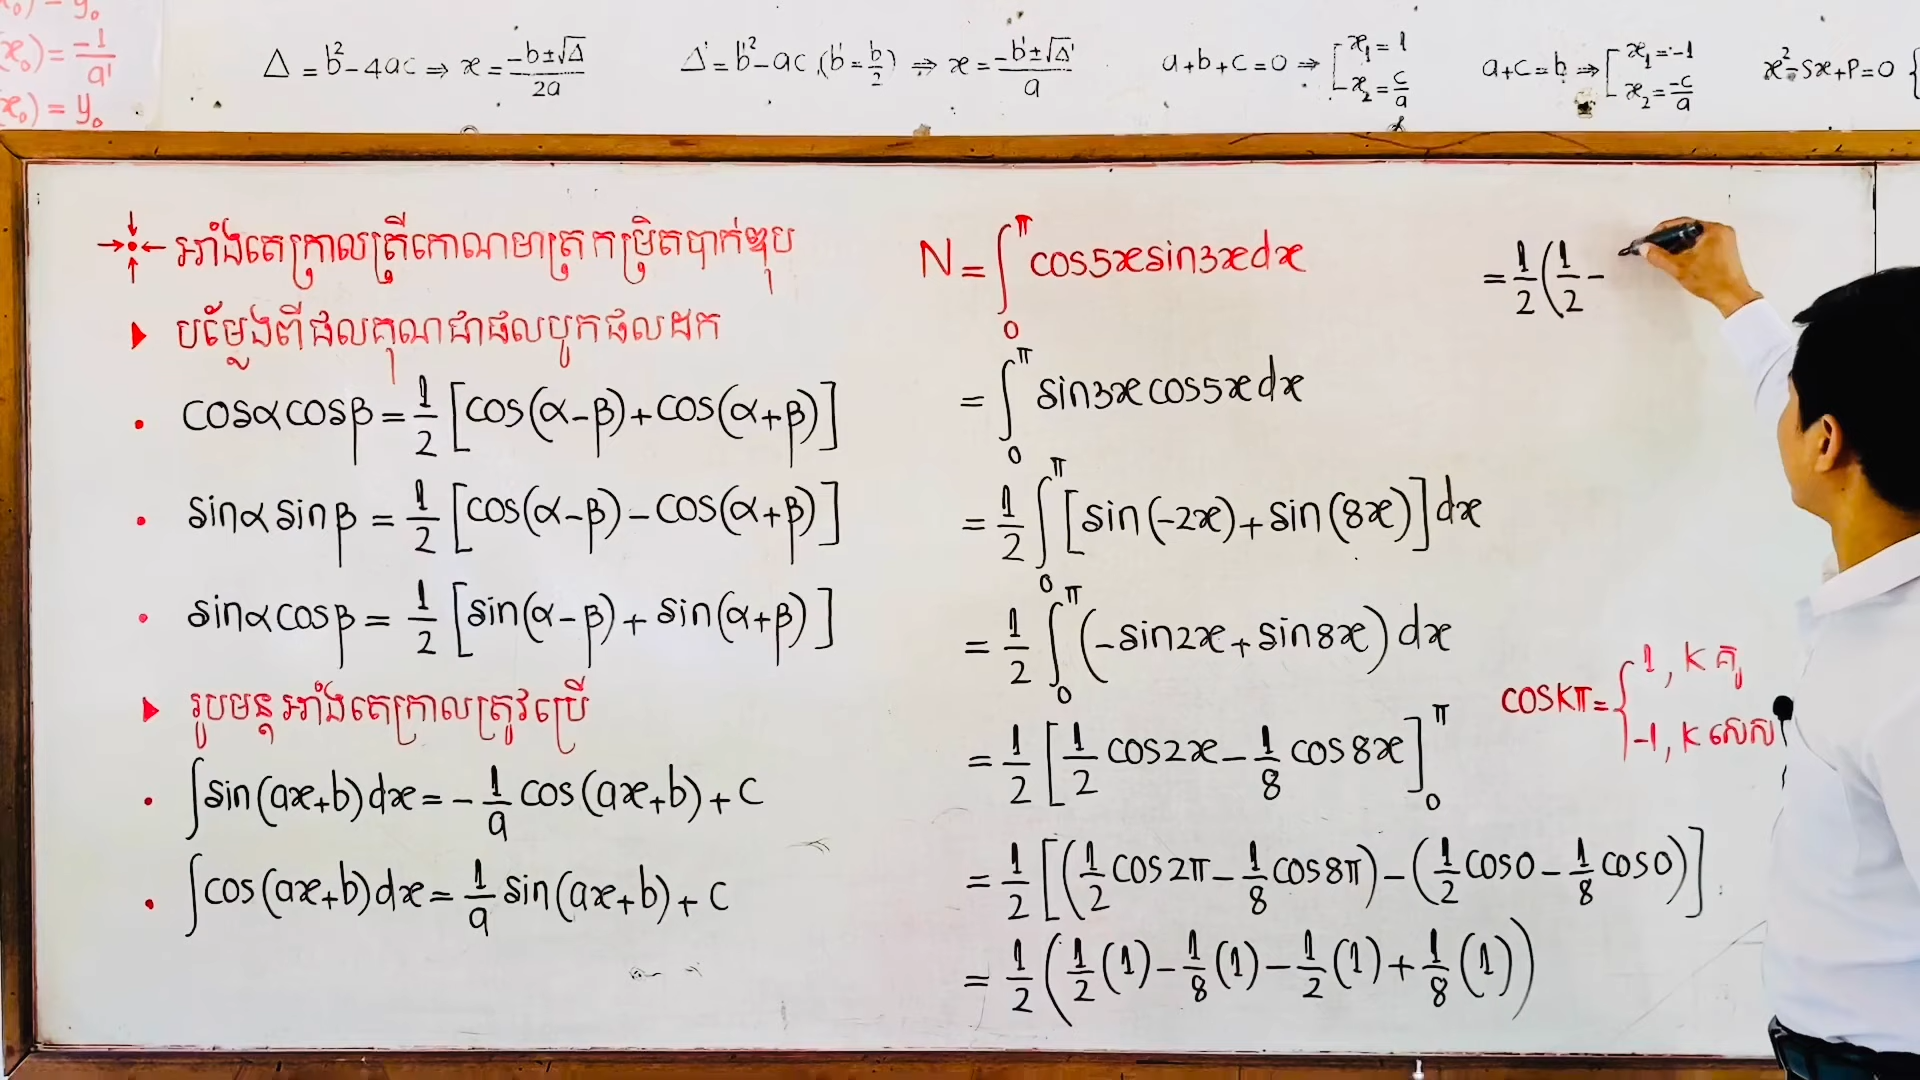 x₀) = y₀
(x₀) = -1/a'
(x₀) = y₀
Δ = b² - 4ac ⇒ x = (-b ± √Δ)/2a
Δ' = b'² - ac, (b' = b/2) ⇒ x = (-b' ± √Δ')/a
a + b + c = 0 ⇒ [ x₁ = 1
x₂ = c/a
a + c = b ⇒ [ x₁ = -1
x₂ = -c/a
x² - Sx + P = 0 {
អាំងតេក្រាលត្រីកោណមាត្រកម្រិតបាក់ឌុប
បម្លែងពីផលគុណជាផលបូកផលដក
• cosα cosβ = 1/2 [cos(α - β) + cos(α + β)]
• sinα sinβ = 1/2 [cos(α - β) - cos(α + β)]
• sinα cosβ = 1/2 [sin(α - β) + sin(α + β)]
រូបមន្តអាំងតេក្រាលត្រូវប្រើ
• ∫ sin(ax + b) dx = - 1/a cos(ax + b) + c
• ∫ cos(ax + b) dx = 1/a sin(ax + b) + c
N = ∫₀^π cos5x sin3x dx
= ∫₀^π sin3x cos5x dx
= 1/2 ∫₀^π [sin(-2x) + sin(8x)] dx
= 1/2 ∫₀^π (-sin2x + sin8x) dx
= 1/2 [1/2 cos2x - 1/8 cos8x]₀^π
= 1/2 [(1/2 cos2π - 1/8 cos8π) - (1/2 cos0 - 1/8 cos0)]
= 1/2 (1/2 (1) - 1/8 (1) - 1/2 (1) + 1/8 (1))
= 1/2 (1/2 -
coskπ = { 1, k គូ
-1, k សេស